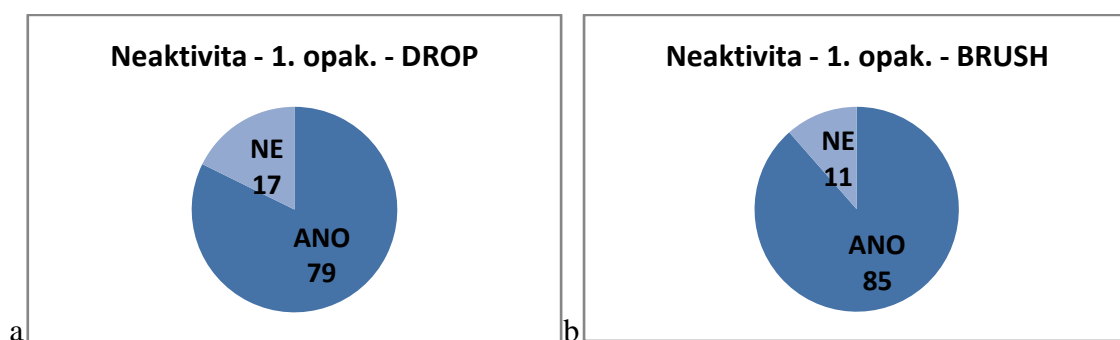 Neaktivita - 1. opak. - DROP
NE
17
ANO
79
a
Neaktivita - 1. opak. - BRUSH
NE
11
ANO
85
b